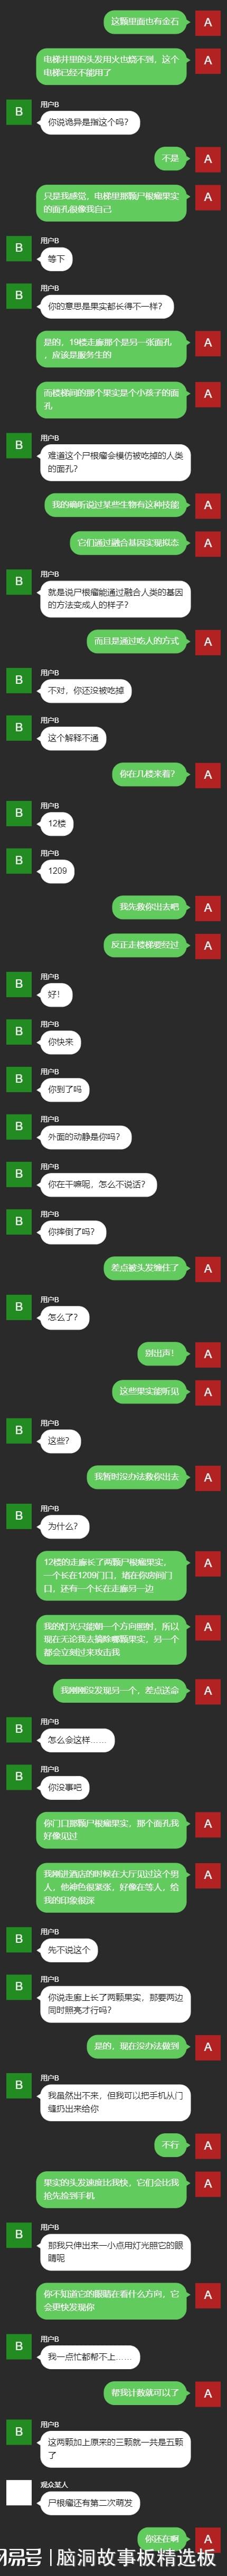 这颗里面也有金石
A
电梯井里的头发用火也烧不到，这个
电梯已经不能用了
A
B
用户B
你说诡异是指这个吗？
不是
A
只是我感觉，电梯里那颗尸根瘤果实
的面孔很像我自己
A
B
用户B
等下
B
用户B
你的意思是果实都长得不一样？
是的，19楼走廊那个是另一张面孔
，应该是服务生的
A
而楼梯间的那个果实是个小孩子的面
孔
A
B
用户B
难道这个尸根瘤会模仿被吃掉的人类
的面孔？
我的确听说过某些生物有这种技能
A
它们通过融合基因实现拟态
A
B
用户B
就是说尸根瘤能通过融合人类的基因
的方法变成人的样子？
而且是通过吃人的方式
A
B
用户B
不对，你还没被吃掉
B
用户B
这个解释不通
你在几楼来着？
A
B
用户B
12楼
B
用户B
1209
我先救你出去吧
A
反正走楼梯要经过
A
B
用户B
好！
B
用户B
你快来
B
用户B
你到了吗
B
用户B
外面的动静是你吗？
B
用户B
你在干嘛呢，怎么不说话？
B
用户B
你摔倒了吗？
差点被头发缠住了
A
B
用户B
怎么了？
别出声！
A
这些果实能听见
A
B
用户B
这些？
我暂时没办法救你出去
A
B
用户B
为什么？
12楼的走廊长了两颗尸根瘤果实，
一个长在1209门口，堵在你房间门
口，还有一个长在走廊另一边
A
我的灯光只能朝一个方向照射，所以
现在无论我去摘除哪颗果实，另一个
都会立刻过来攻击我
A
我刚刚没发现另一个，差点送命
A
B
用户B
怎么会这样……
B
用户B
你没事吧
你门口那颗尸根瘤果实，那个面孔我
好像见过
A
我刚进酒店的时候在大厅见过这个男
人，他神色很紧张，好像在等人，给
我的印象很深
A
B
用户B
先不说这个
B
用户B
你说走廊上长了两颗果实，那要两边
同时照亮才行吗？
是的，现在没办法做到
A
B
用户B
我虽然出不来，但我可以把手机从门
缝扔出来给你
不行
A
果实的头发速度比我快，它们会比我
抢先捡到手机
A
B
用户B
那我只伸出来一小点用灯光照它的眼
睛呢
你不知道它的眼睛在看什么方向，它
会更快发现你
A
B
用户B
我一点忙都帮不上……
帮我计数就可以了
A
B
用户B
这两颗加上原来的三颗就一共是五颗
了
观众某人
尸根瘤还有第二次萌发
你还在啊
A
易号 | 脑洞故事板精选板